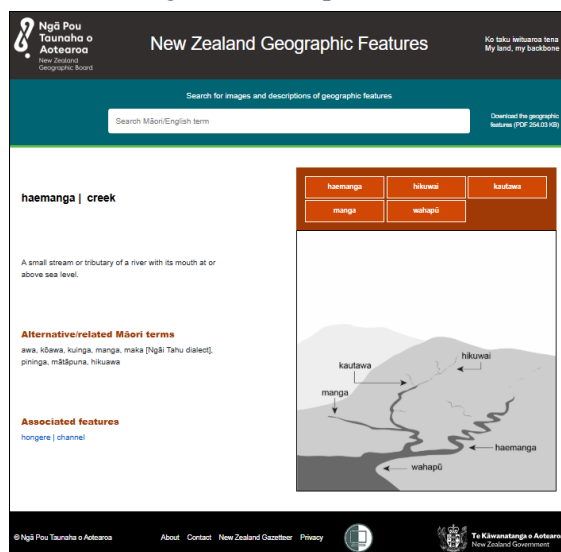 Ngā Pou
Taunaha o
Aotearoa
New Zealand
Geographic Board
New Zealand Geographic Features
Ko taku iwituaroa tena
My land, my backbone
Search for images and descriptions of geographic features
Search Māori/English term
Download the geographic
features (PDF 254.03 KB)
haemanga | creek
haemanga
hikuwai
kautawa
manga
wahapū
A small stream or tributary of a river with its mouth at or
above sea level.
Alternative/related Māori terms
awa, kōawa, kuinga, manga, maka [Ngāi Tahu dialect],
pininga, mātāpuna, hikuawa
Associated features
hongere | channel
hikuwai
kautawa
manga
haemanga
wahapū
© Ngā Pou Taunaha o Aotearoa
About
Contact
New Zealand Gazetteer
Privacy
Te Kāwanatanga o Aotearo
New Zealand Government